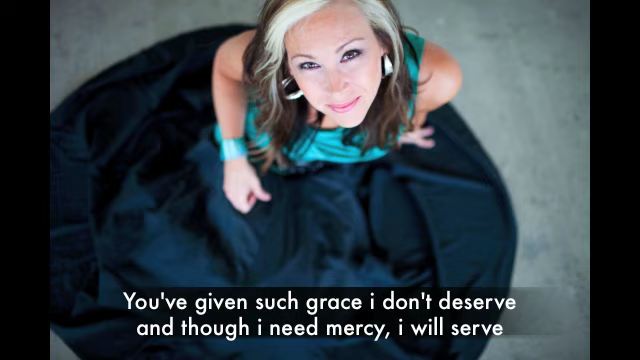 You've given such grace i don't deserve
and though i need mercy, i will serve